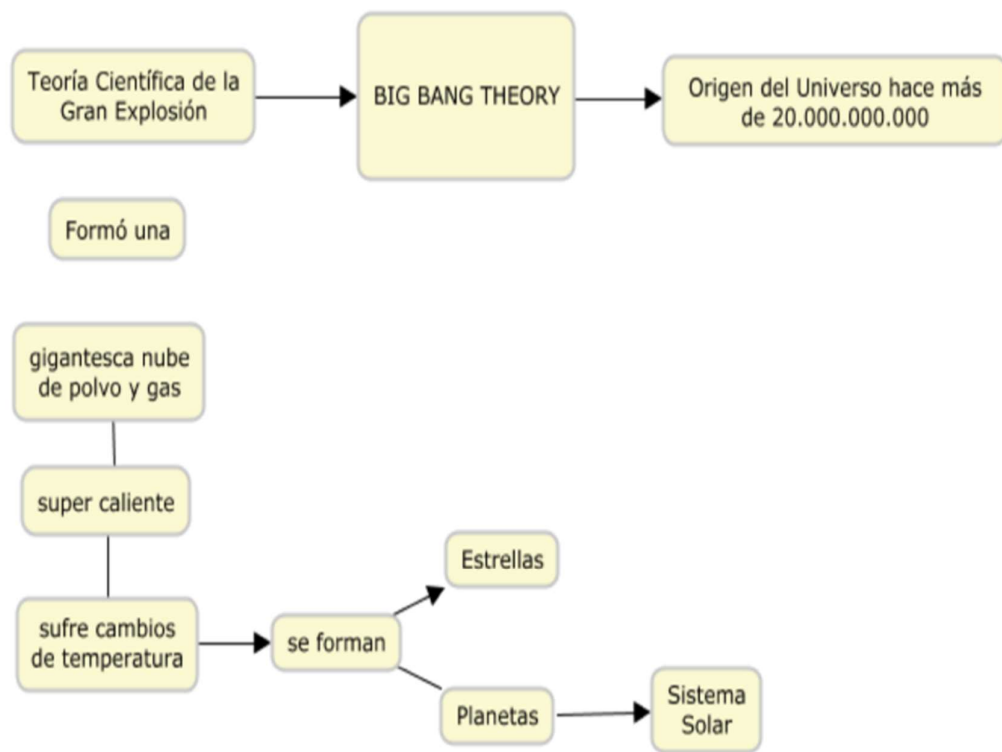 Teoría Científica de la
Gran Explosión
BIG BANG THEORY
Origen del Universo hace más
de 20.000.000.000
Formó una
gigantesca nube
de polvo y gas
super caliente
sufre cambios
de temperatura
se forman
Estrellas
Planetas
Sistema
Solar